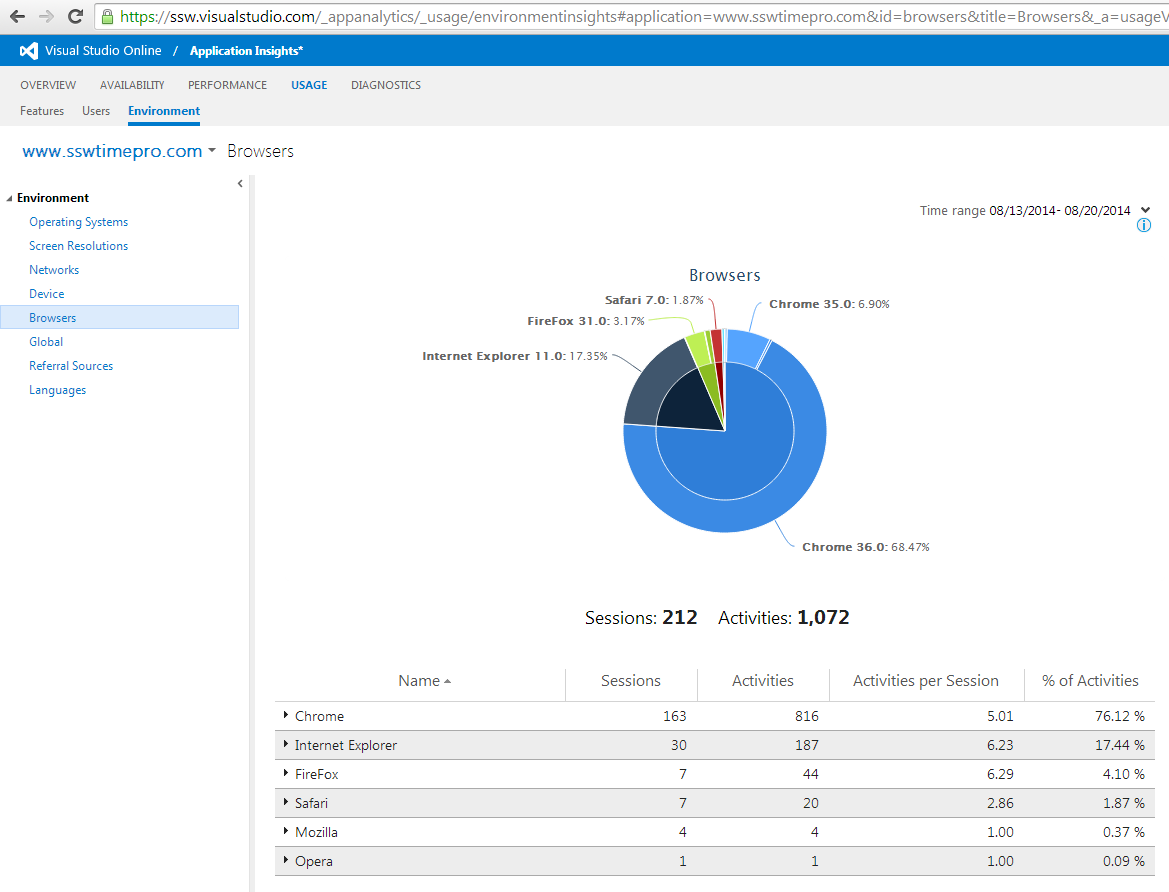 https://ssw.visualstudio.com/_appanalytics/_usage/environmentinsights#application=www.sswtimepro.com&id=browsers&title=Browsers&_a=usageV
Visual Studio Online / Application Insights*
OVERVIEW AVAILABILITY PERFORMANCE USAGE DIAGNOSTICS
Features Users Environment
www.sswtimepro.com Browsers
Environment
Operating Systems
Screen Resolutions
Networks
Device
Browsers
Global
Referral Sources
Languages
Time range 08/13/2014- 08/20/2014
Browsers
Safari 7.0: 1.87%
Chrome 35.0: 6.90%
FireFox 31.0: 3.17%
Internet Explorer 11.0: 17.35%
Chrome 36.0: 68.47%
Sessions: 212 Activities: 1,072
Name Sessions Activities Activities per Session % of Activities
Chrome 163 816 5.01 76.12 %
Internet Explorer 30 187 6.23 17.44 %
FireFox 7 44 6.29 4.10 %
Safari 7 20 2.86 1.87 %
Mozilla 4 4 1.00 0.37 %
Opera 1 1 1.00 0.09 %